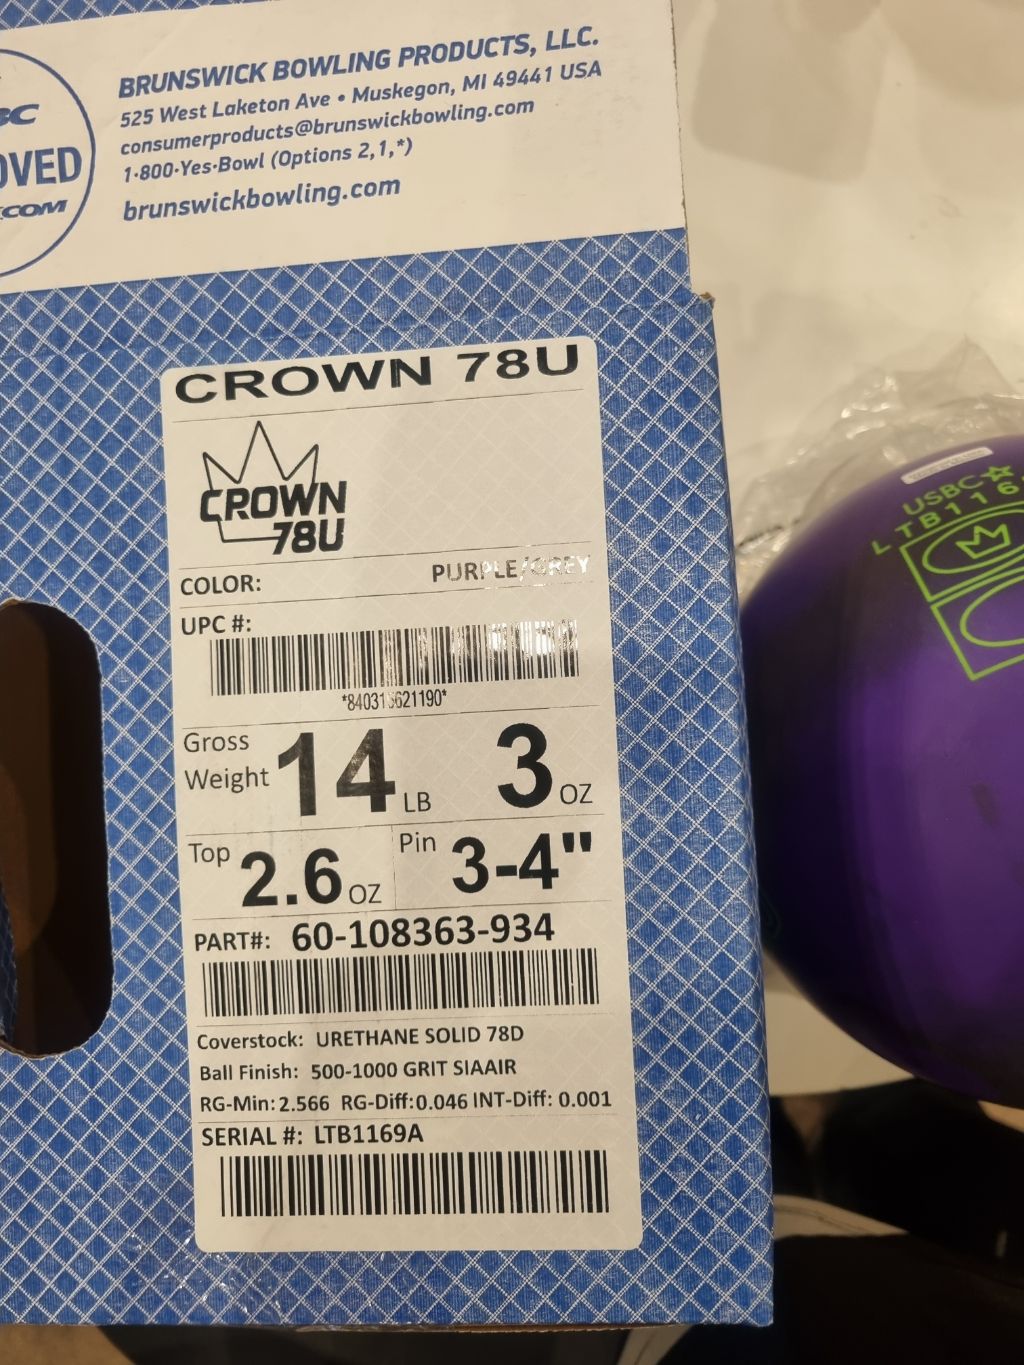 BRUNSWICK BOWLING PRODUCTS, LLC.
525 West Laketon Ave • Muskegon, MI 49441 USA
consumerproducts@brunswickbowling.com
1-800-Yes-Bowl (Options 2,1,*)
brunswickbowling.com
CROWN 78U
CROWN
78U
COLOR: PURPLE/GREY
UPC #:
Gross
Weight 14 LB 3 OZ
Top 2.6 OZ Pin 3-4"
PART#: 60-108363-934
Coverstock: URETHANE SOLID 78D
Ball Finish: 500-1000 GRIT SIAAIR
RG-Min: 2.566 RG-Diff:0.046 INT-Diff: 0.001
SERIAL #: LTB1169A
USBC